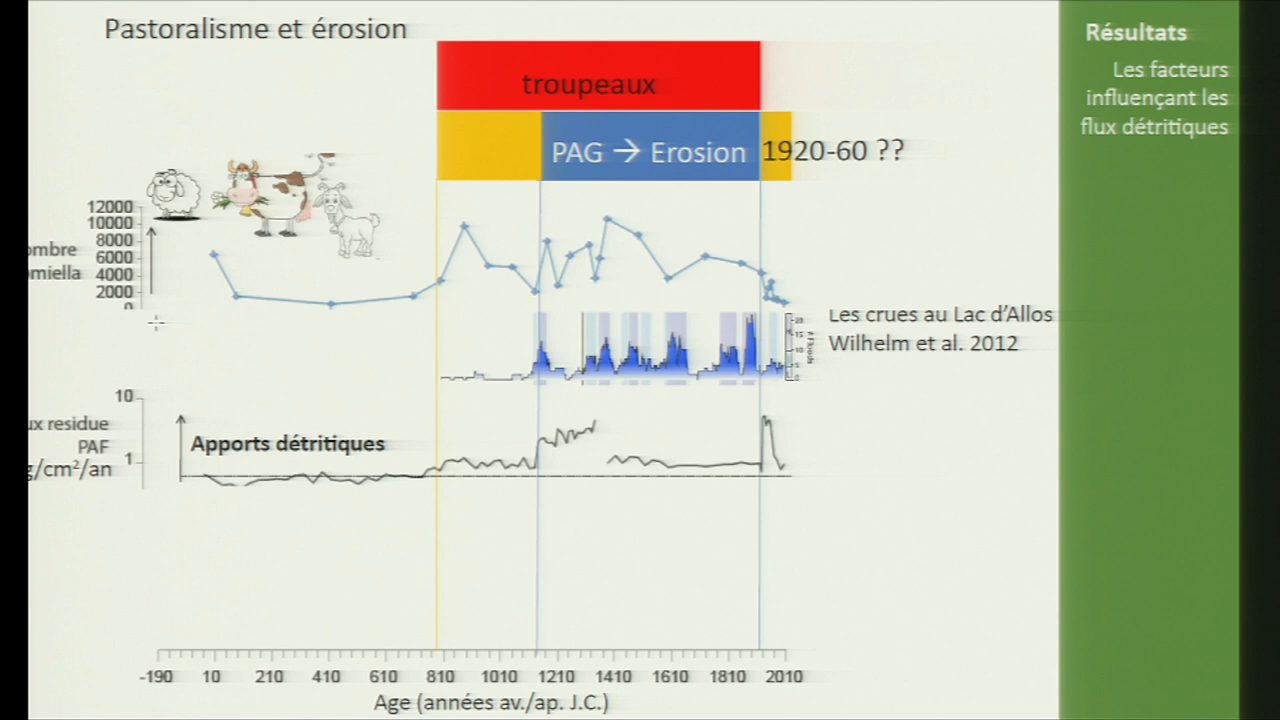 Pastoralisme et érosion
Résultats
Les facteurs
influençant les
flux détritiques
troupeaux
PAG → Erosion
1920-60 ??
12000
10000
8000
6000
4000
2000
0
ombre
omiella
Les crues au Lac d'Allos
Wilhelm et al. 2012
10
1
ux residue
PAF
g/cm²/an
Apports détritiques
-190 10 210 410 610 810 1010 1210 1410 1610 1810 2010
Age (années av./ap. J.C.)